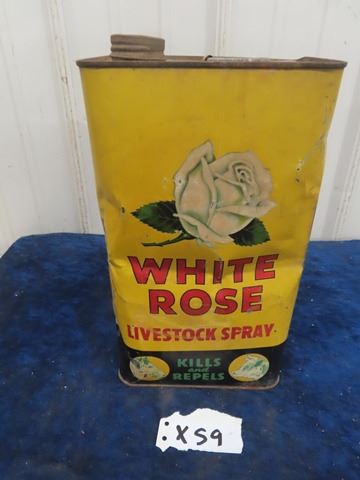 WHITE
ROSE
LIVESTOCK SPRAY
KILLS
and
REPELS
: X59